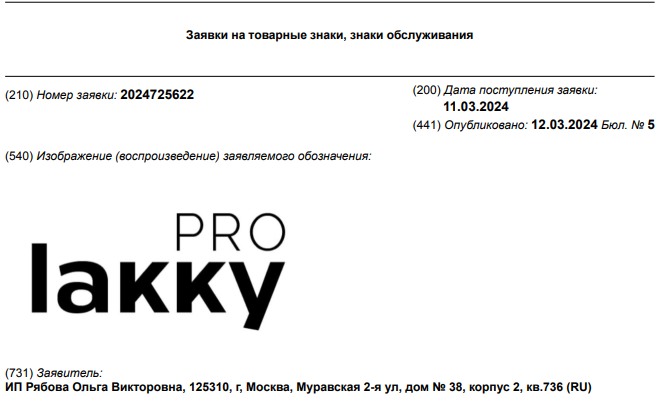 Заявки на товарные знаки, знаки обслуживания
(210) Номер заявки: 2024725622
(200) Дата поступления заявки:
11.03.2024
(441) Опубликовано: 12.03.2024 Бюл. № 5
(540) Изображение (воспроизведение) заявляемого обозначения:
PRO
lакку
(731) Заявитель:
ИП Рябова Ольга Викторовна, 125310, г, Москва, Муравская 2-я ул, дом № 38, корпус 2, кв.736 (RU)